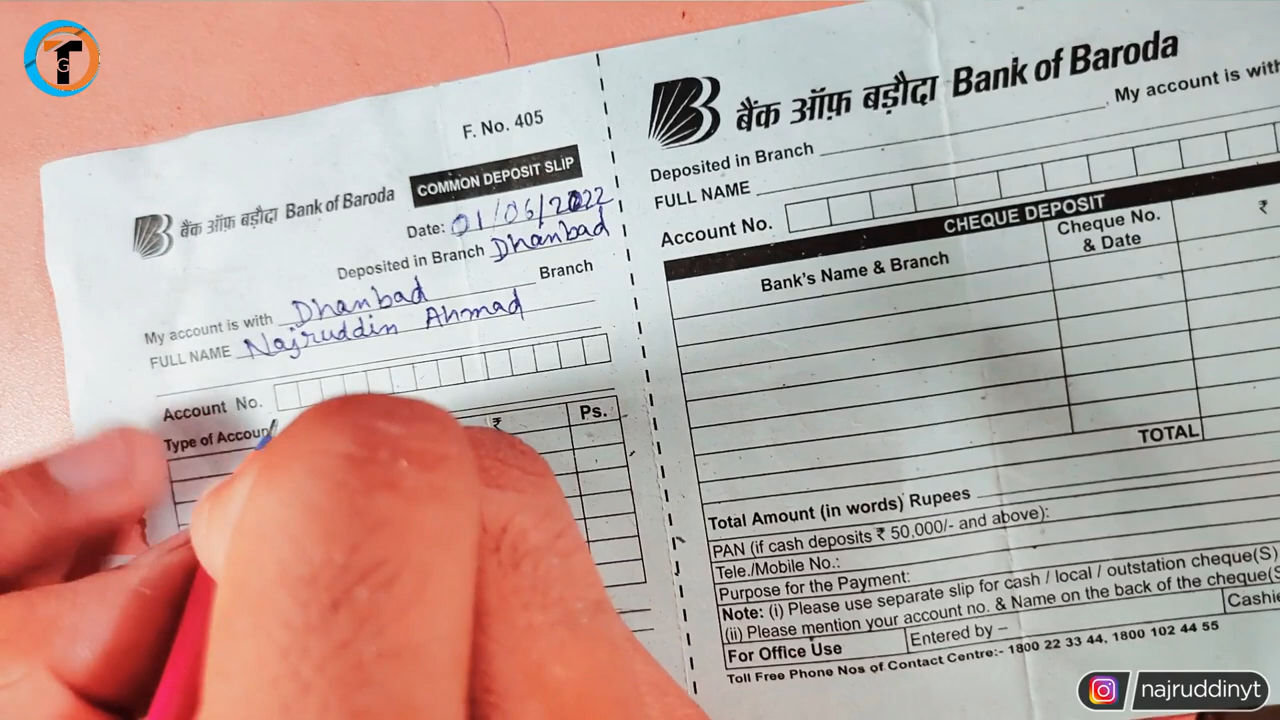 TG
F. No. 405
बैंक ऑफ़ बड़ौदा Bank of Baroda
COMMON DEPOSIT SLIP
Date: 01/06/2022
Deposited in Branch Dhanbad
My account is with Dhanbad Branch
FULL NAME Najruddin Ahmad
Account No.
Type of Account
₹ Ps.
बैंक ऑफ़ बड़ौदा Bank of Baroda
Deposited in Branch , My account is with
FULL NAME
Account No.
CHEQUE DEPOSIT
Bank's Name & Branch
Cheque No. & Date
₹
TOTAL
Total Amount (in words) Rupees
PAN (if cash deposits ₹ 50,000/- and above):
Tele./Mobile No.:
Purpose for the Payment:
Note: (i) Please use separate slip for cash / local / outstation cheque(S)
(ii) Please mention your account no. & Name on the back of the cheque(S
For Office Use Entered by – Cashie
Toll Free Phone Nos of Contact Centre:- 1800 22 33 44, 1800 102 44 55
najruddinyt